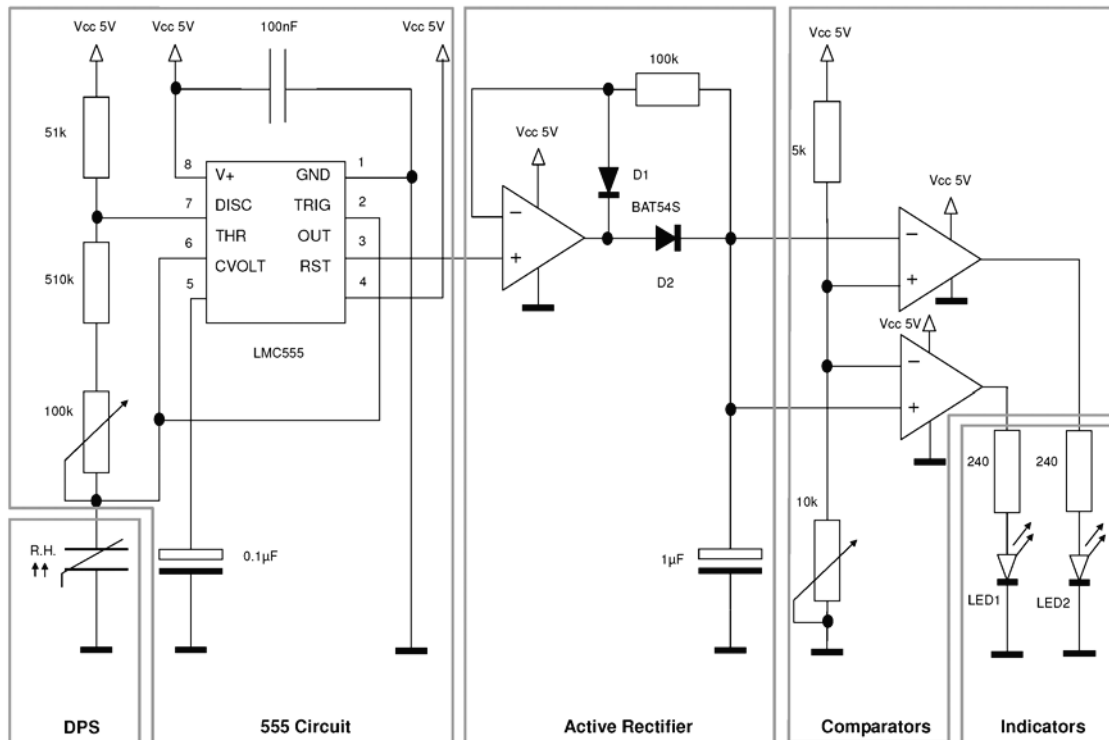 Vcc 5V
100nF
Vcc 5V
51k
8
V+
GND
1
7
DISC
TRIG
2
6
THR
OUT
3
5
CVOLT
RST
4
510k
LMC555
100k
R.H.
0.1µF
DPS
555 Circuit
100k
Vcc 5V
D1
BAT54S
D2
1µF
Active Rectifier
Vcc 5V
5k
Vcc 5V
Vcc 5V
10k
Comparators
240
240
LED1
LED2
Indicators